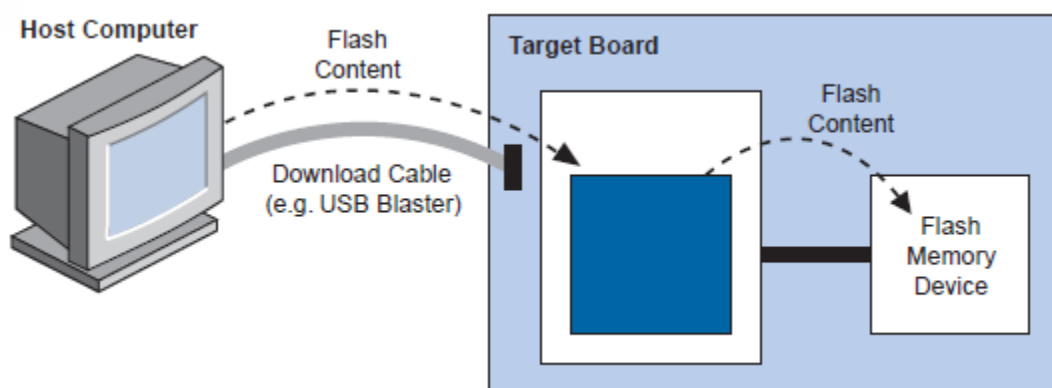 Host Computer
Flash
Content
Download Cable
(e.g. USB Blaster)
Target Board
Flash
Content
Flash
Memory
Device